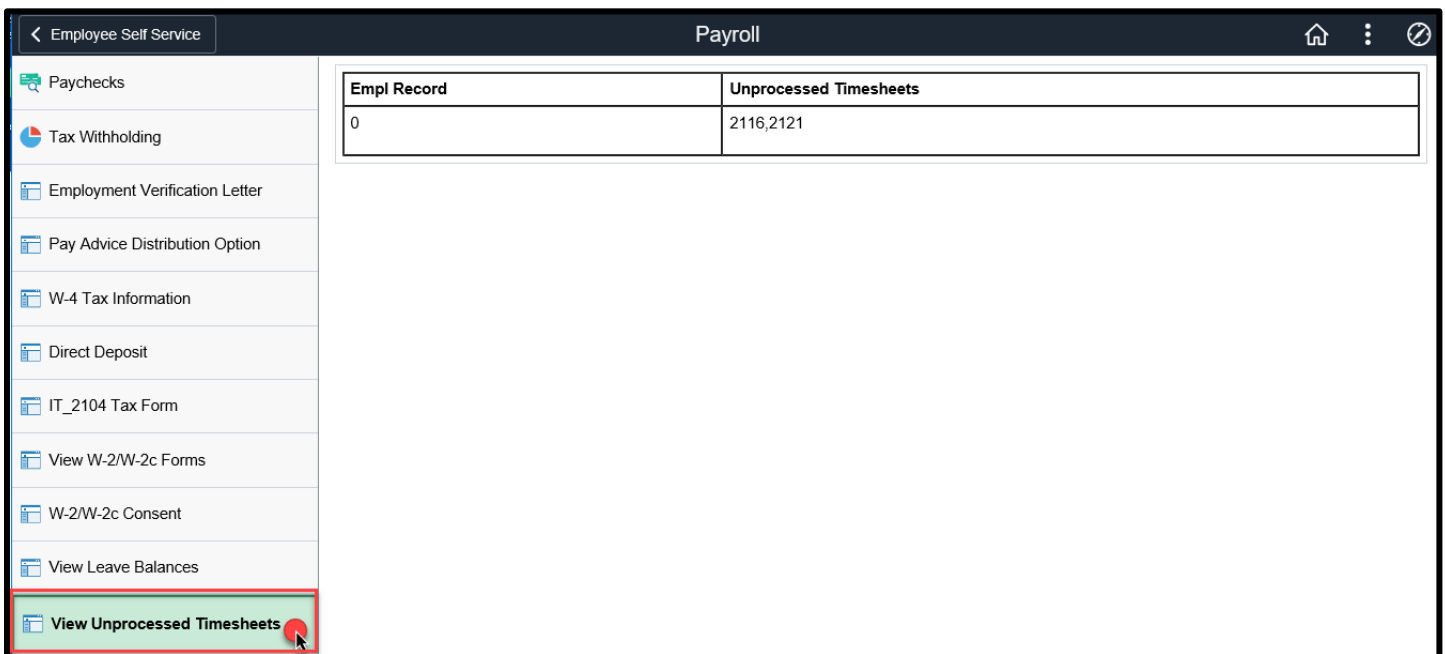 Employee Self Service
Payroll
Paychecks
Tax Withholding
Employment Verification Letter
Pay Advice Distribution Option
W-4 Tax Information
Direct Deposit
IT_2104 Tax Form
View W-2/W-2c Forms
W-2/W-2c Consent
View Leave Balances
View Unprocessed Timesheets
Empl Record Unprocessed Timesheets
0 2116,2121